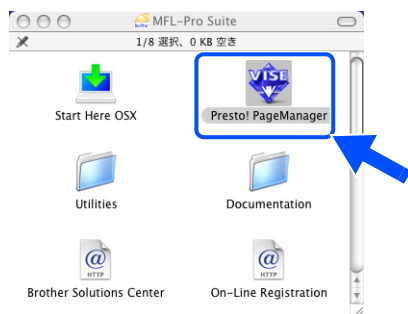 MFL-Pro Suite
1/8 選択、0 KB 空き
VISE
Start Here OSX
Presto! PageManager
Utilities
Documentation
@
HTTP
@
HTTP
Brother Solutions Center
On-Line Registration